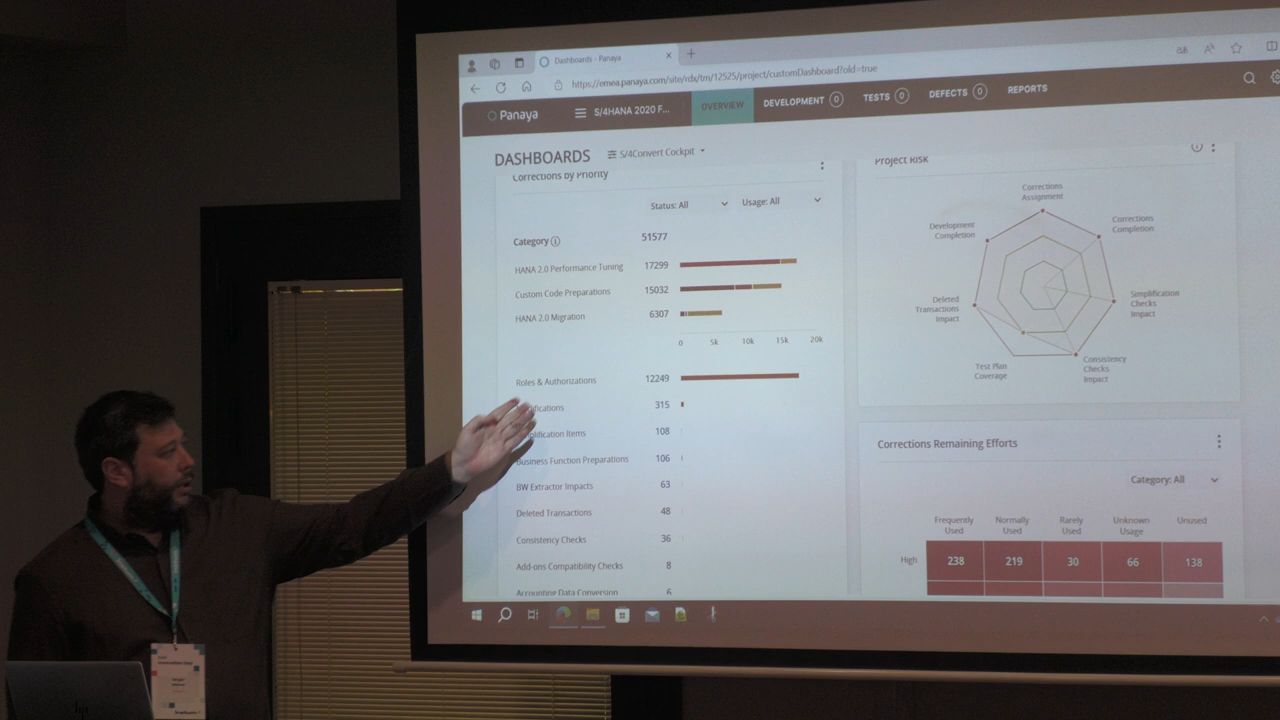 Dashboards - Panaya
https://emea.panaya.com/site/rdx/tm/12525/project/customDashboard?old=true
Panaya
S/4HANA 2020 F...
OVERVIEW
DEVELOPMENT 0
TESTS 0
DEFECTS 0
REPORTS
DASHBOARDS
S/4Convert Cockpit
Corrections by Priority
Status: All
Usage: All
Category
51577
HANA 2.0 Performance Tuning 17299
Custom Code Preparations 15032
HANA 2.0 Migration 6307
0 5k 10k 15k 20k
Roles & Authorizations 12249
315
108
Business Function Preparations 106
BW Extractor Impacts 63
Deleted Transactions 48
Consistency Checks 36
Add-ons Compatibility Checks 8
Accounting Data Conversion 6
Project Risk
Corrections
Assignment
Corrections
Completion
Simplification
Checks
Impact
Consistency
Checks
Impact
Test Plan
Coverage
Deleted
Transactions
Impact
Development
Completion
Corrections Remaining Efforts
Category: All
Frequently
Used
Normally
Used
Rarely
Used
Unknown
Usage
Unused
High 238 219 30 66 138
hp